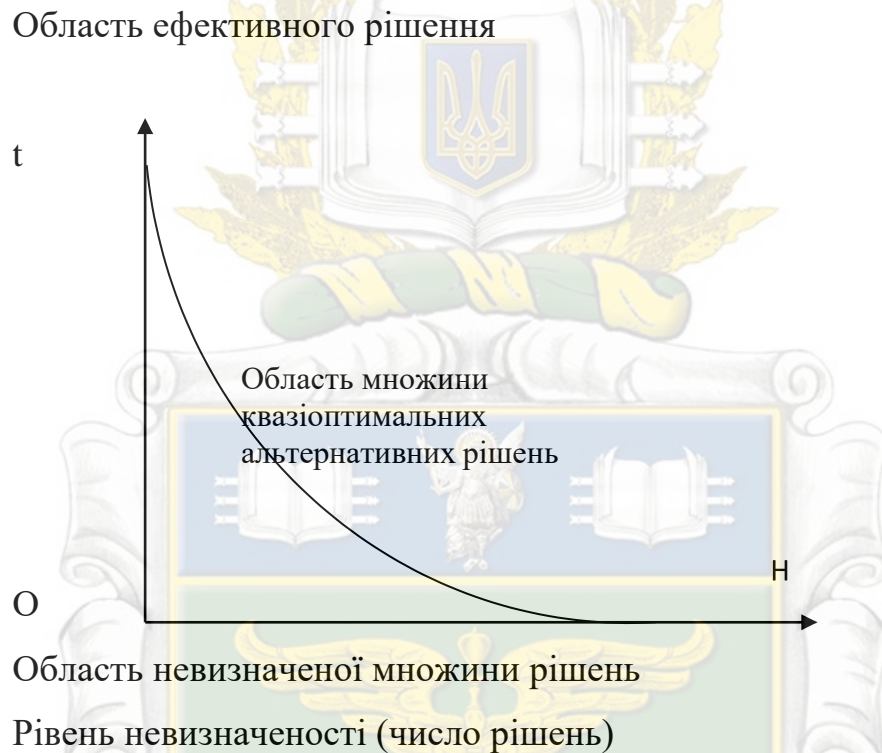 Область ефективного рішення
t
Область множини
квазіоптимальних
альтернативних рішень
Н
О
Область невизначеної множини рішень
Рівень невизначеності (число рішень)